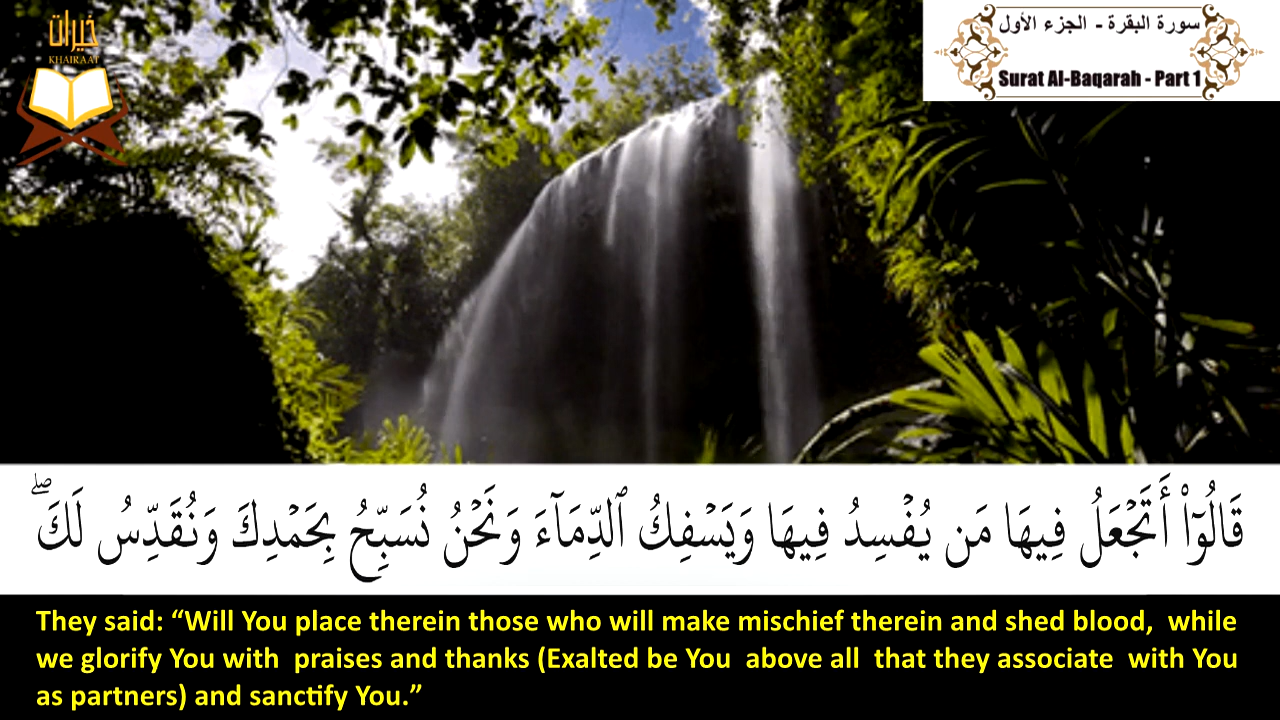 خيرات
KHAIRAAT
سورة البقرة - الجزء الأول
Surat Al-Baqarah - Part 1
قَالُوٓا۟ أَتَجْعَلُ فِيهَا مَن يُفْسِدُ فِيهَا وَيَسْفِكُ ٱلدِّمَآءَ وَنَحْنُ نُسَبِّحُ بِحَمْدِكَ وَنُقَدِّسُ لَكَ ۖ
They said: “Will You place therein those who will make mischief therein and shed blood, while
we glorify You with praises and thanks (Exalted be You above all that they associate with You
as partners) and sanctify You.”